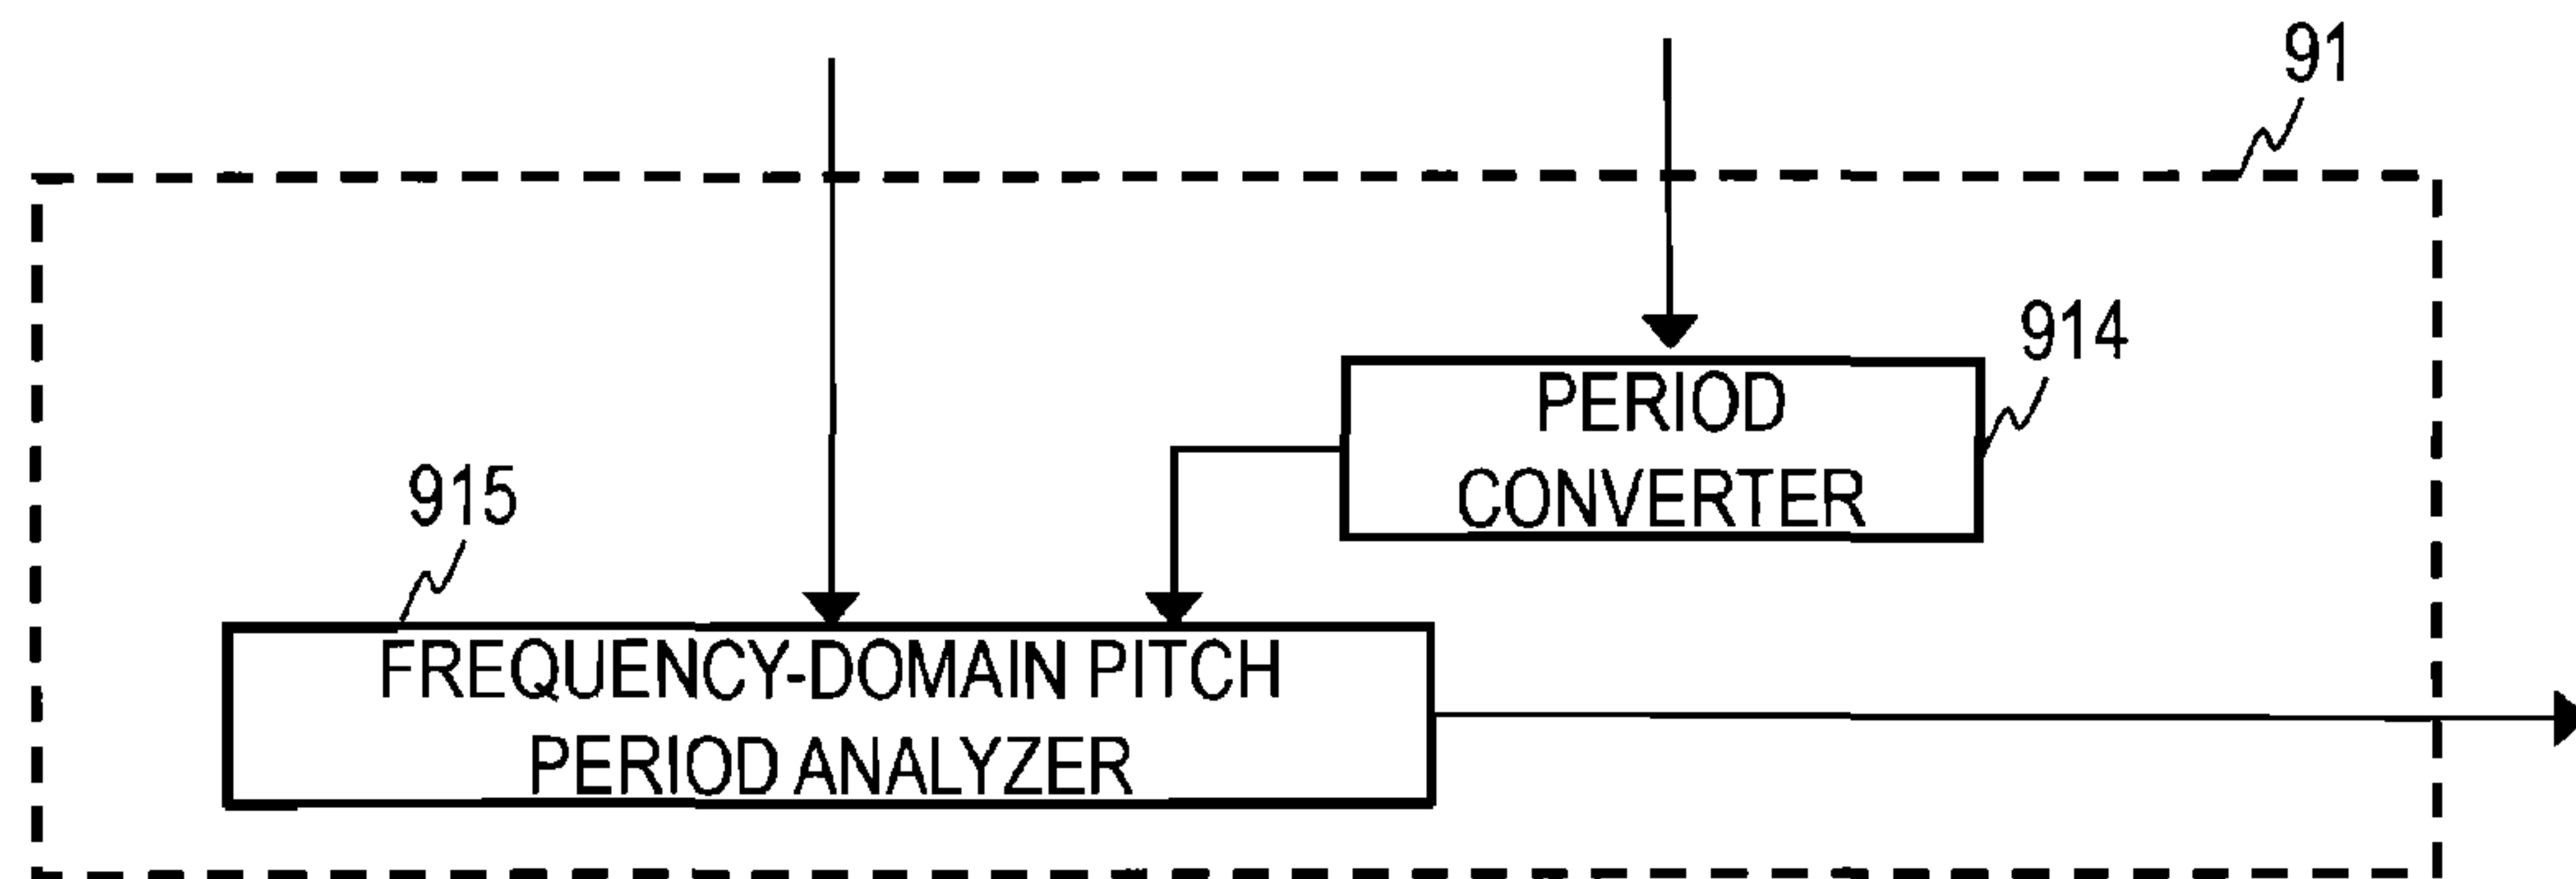 91
914
PERIOD
CONVERTER
915
FREQUENCY-DOMAIN PITCH
PERIOD ANALYZER